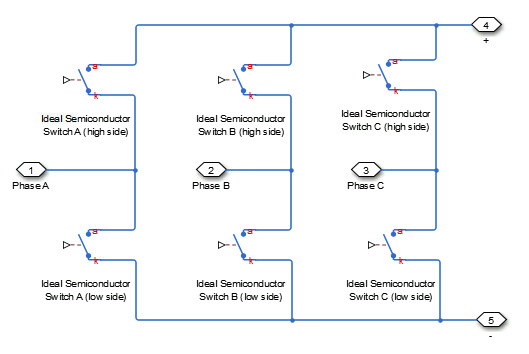 4
+
a
k
Ideal Semiconductor
Switch A (high side)
a
k
Ideal Semiconductor
Switch B (high side)
a
k
Ideal Semiconductor
Switch C (high side)
1
Phase A
2
Phase B
3
Phase C
a
k
Ideal Semiconductor
Switch A (low side)
a
k
Ideal Semiconductor
Switch B (low side)
a
k
Ideal Semiconductor
Switch C (low side)
5
-